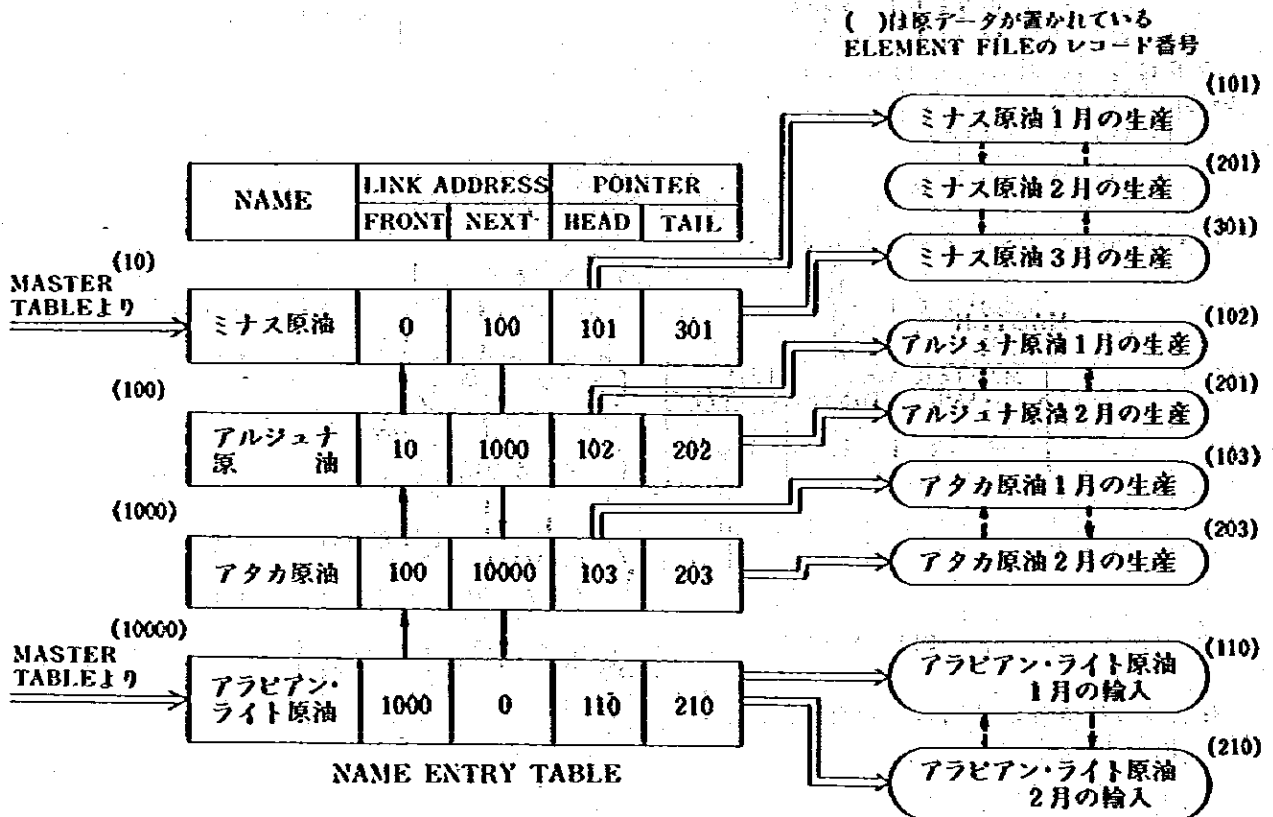 ( )は原データが置かれている
ELEMENT FILEのレコード番号
(101)
ミナス原油1月の生産
(201)
ミナス原油2月の生産
(301)
ミナス原油3月の生産
NAME
LINK ADDRESS
POINTER
FRONT
NEXT
HEAD
TAIL
(10)
MASTER
TABLEより
ミナス原油
0
100
101
301
(102)
アルジュナ原油1月の生産
(201)
アルジュナ原油2月の生産
(100)
アルジュナ
原油
10
1000
102
202
(103)
アタカ原油1月の生産
(203)
アタカ原油2月の生産
(1000)
アタカ原油
100
10000
103
203
(10000)
MASTER
TABLEより
アラビアン・
ライト原油
1000
0
110
210
(110)
アラビアン・ライト原油
1月の輸入
(210)
アラビアン・ライト原油
2月の輸入
NAME ENTRY TABLE